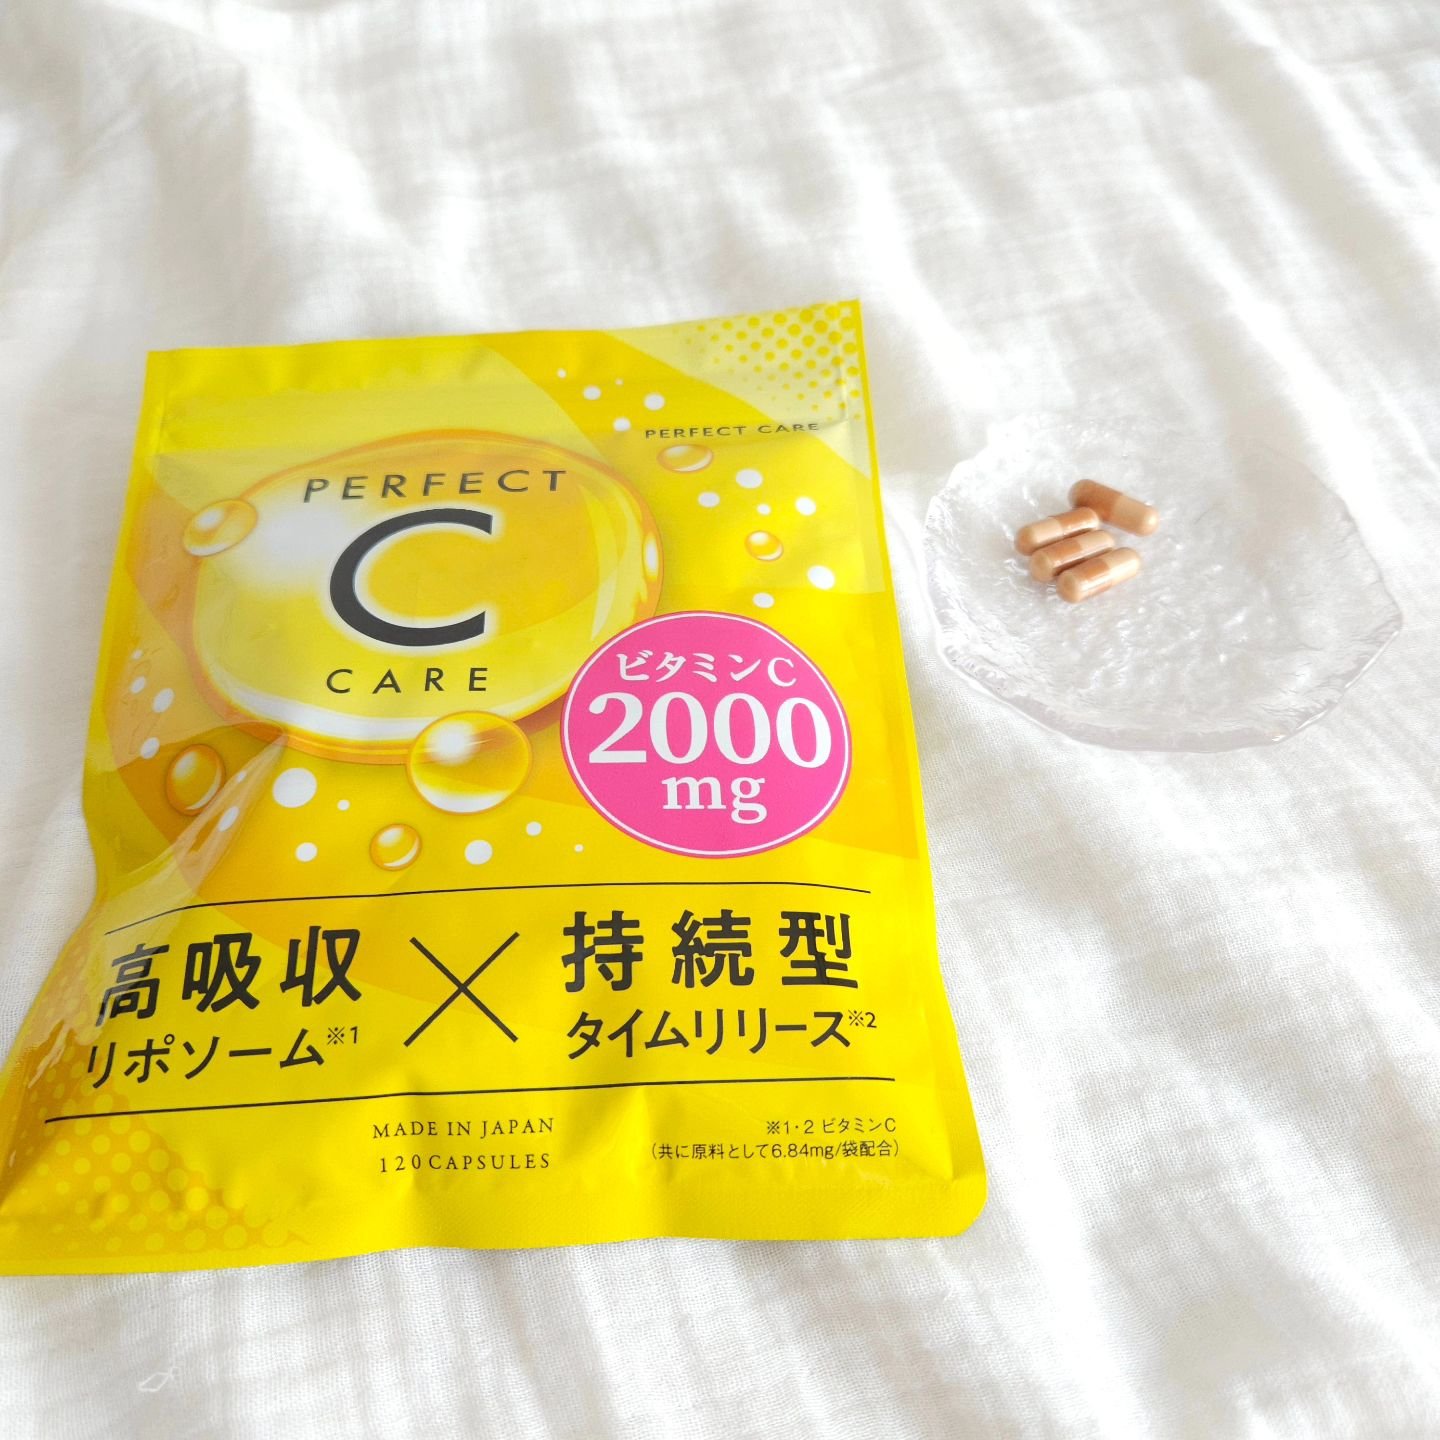 PERFECT CARE
PERFECT
C
CARE
ビタミンC
2000
mg
高吸収
リポソーム※1
×
持続型
タイムリリース※2
MADE IN JAPAN
120CAPSULES
※1・2 ビタミンC
(共に原料として6.84mg/袋配合)